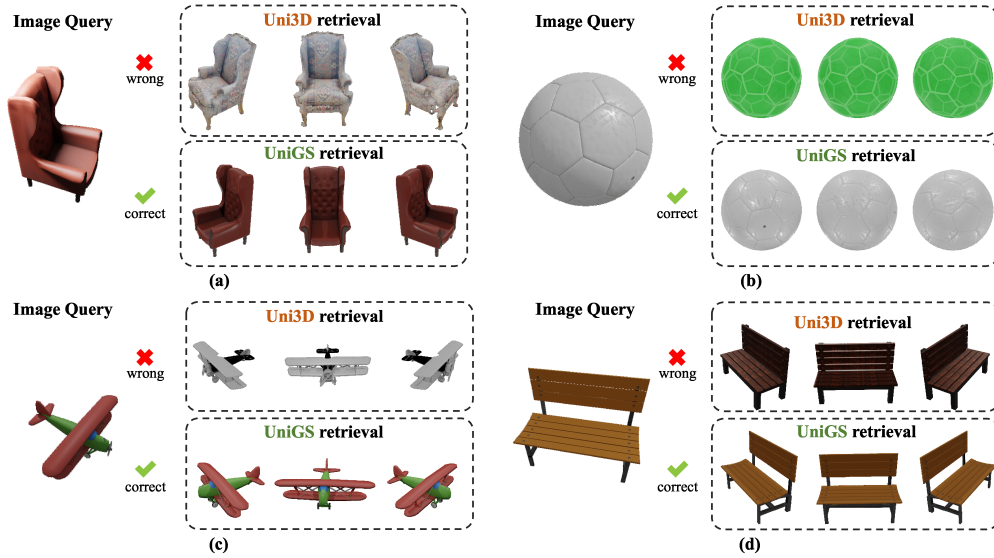 Image Query
Uni3D retrieval
wrong
UniGS retrieval
correct
(a)
Image Query
Uni3D retrieval
wrong
UniGS retrieval
correct
(b)
Image Query
Uni3D retrieval
wrong
UniGS retrieval
correct
(c)
Image Query
Uni3D retrieval
wrong
UniGS retrieval
correct
(d)